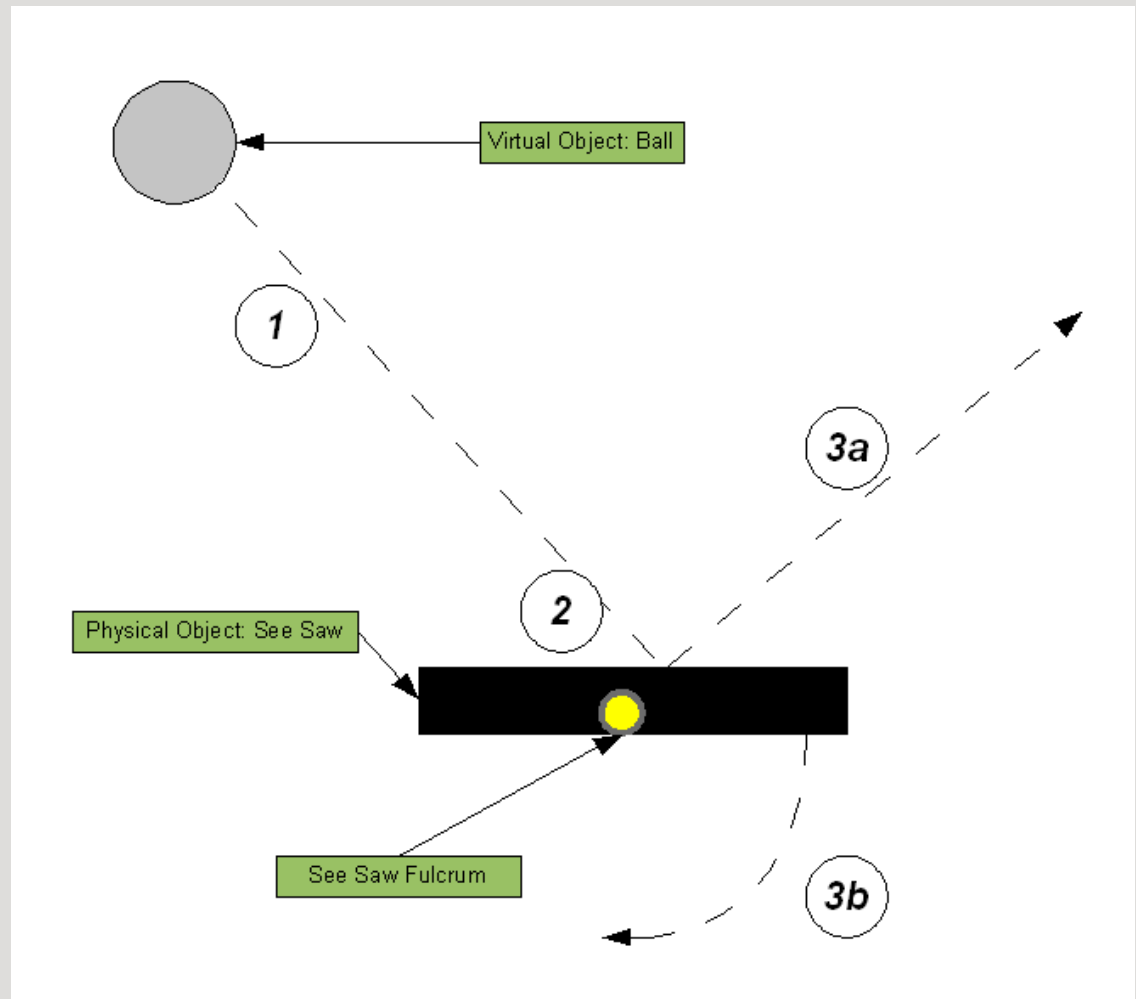 Virtual Object: Ball
1
3a
2
Physical Object: See Saw
See Saw Fulcrum
3b